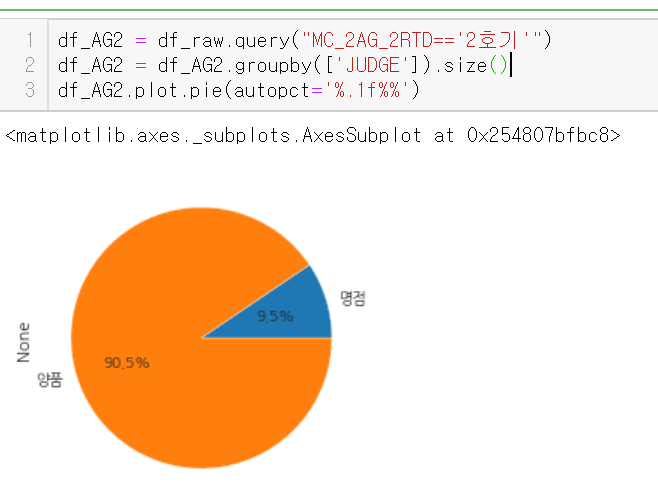 1 df_AG2 = df_raw.query("MC_2AG_2RTD=='2호기'")
2 df_AG2 = df_AG2.groupby(['JUDGE']).size()
3 df_AG2.plot.pie(autopct='%.1f%%')
<matplotlib.axes._subplots.AxesSubplot at 0x254807bfbc8>
명점
9.5%
None
90.5%
양품